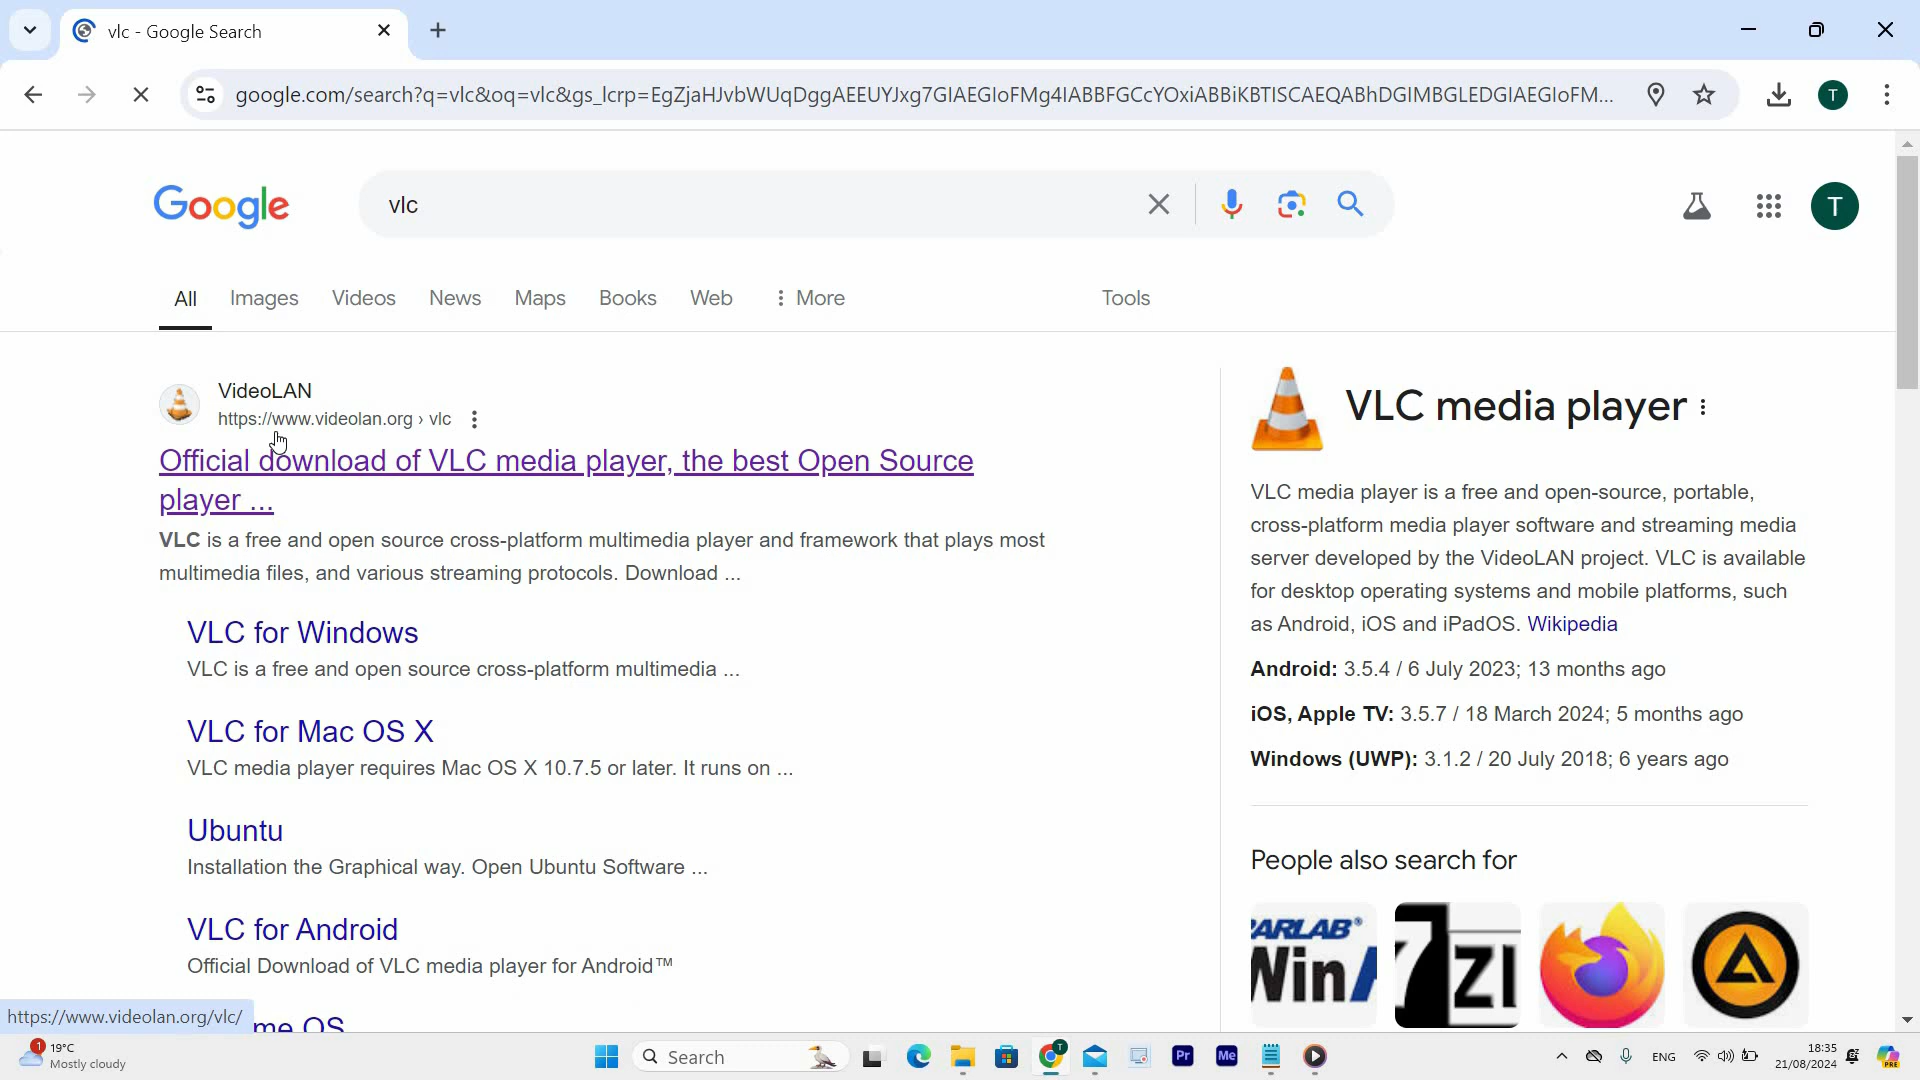 vlc - Google Search
google.com/search?q=vlc&oq=vlc&gs_lcrp=EgZjaHJvbWUqDggAEEUYJxg7GIAEGIoFMg4IABBFGCcYOxiABBiKBTISCAEQABhDGIMBGLEDGIAEGIoFM...
T
Google
vlc
T
All
Images
Videos
News
Maps
Books
Web
More
Tools
VideoLAN
https://www.videolan.org › vlc
Official download of VLC media player, the best Open Source
player ...
VLC is a free and open source cross-platform multimedia player and framework that plays most
multimedia files, and various streaming protocols. Download ...
VLC for Windows
VLC is a free and open source cross-platform multimedia ...
VLC for Mac OS X
VLC media player requires Mac OS X 10.7.5 or later. It runs on ...
Ubuntu
Installation the Graphical way. Open Ubuntu Software ...
VLC for Android
Official Download of VLC media player for Android™
me OS
https://www.videolan.org/vlc/
VLC media player
VLC media player is a free and open-source, portable,
cross-platform media player software and streaming media
server developed by the VideoLAN project. VLC is available
for desktop operating systems and mobile platforms, such
as Android, iOS and iPadOS. Wikipedia
Android: 3.5.4 / 6 July 2023; 13 months ago
iOS, Apple TV: 3.5.7 / 18 March 2024; 5 months ago
Windows (UWP): 3.1.2 / 20 July 2018; 6 years ago
People also search for
ARLAB®
Win
7ZI
1
19°C
Mostly cloudy
Search
T
Pr
Me
ENG
18:35
21/08/2024
PRE